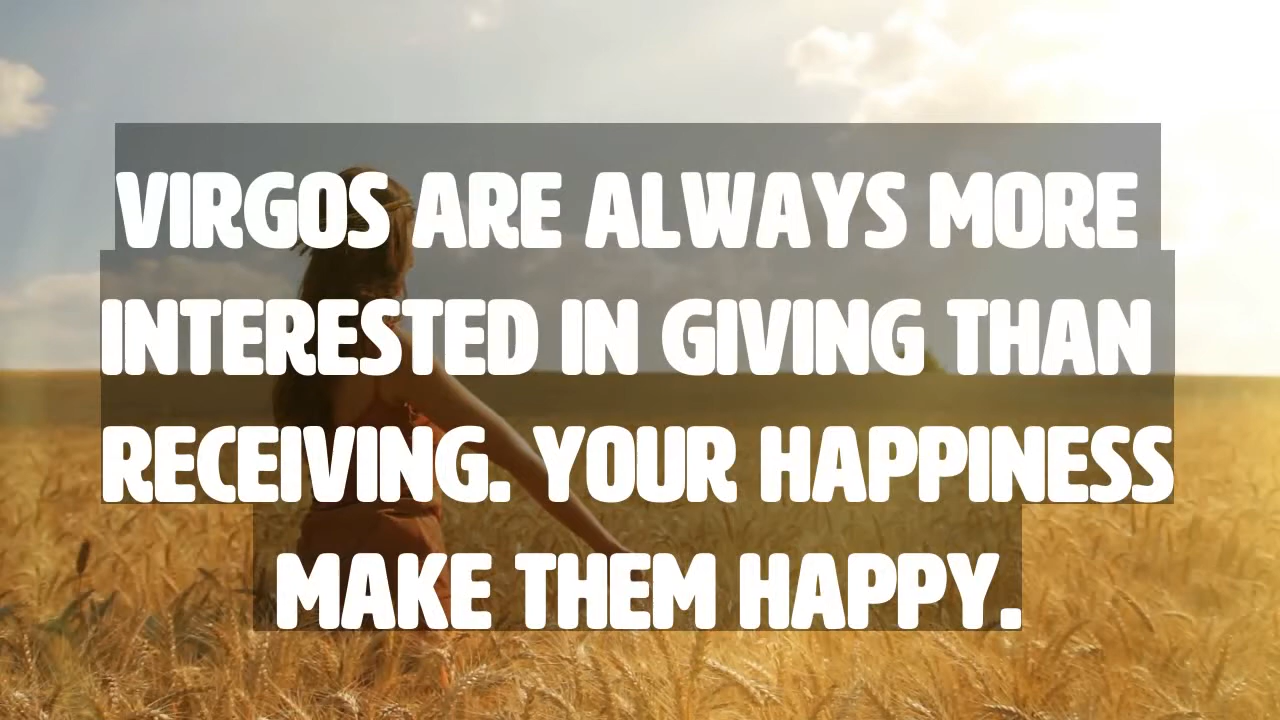 VIRGOS ARE ALWAYS MORE
INTERESTED IN GIVING THAN
RECEIVING. YOUR HAPPINESS
MAKE THEM HAPPY.